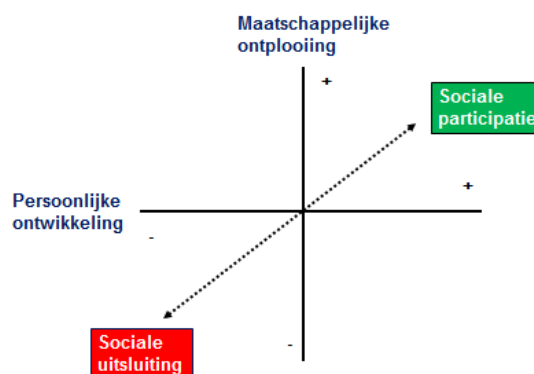 Maatschappelijke
ontplooiing
+
Sociale
participatie
+
Persoonlijke
ontwikkeling
-
-
Sociale
uitsluiting